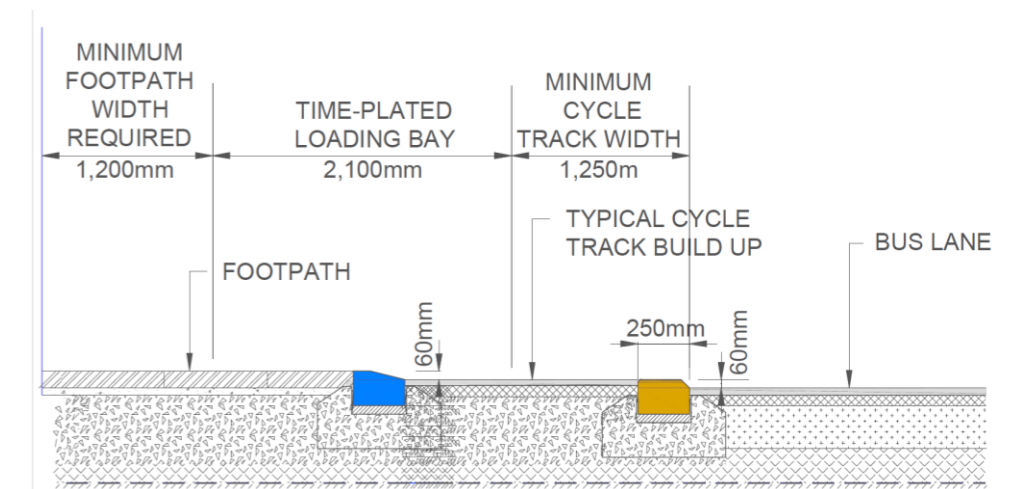 MINIMUM
FOOTPATH
WIDTH
REQUIRED
1,200mm
TIME-PLATED
LOADING BAY
2,100mm
MINIMUM
CYCLE
TRACK WIDTH
1,250m
TYPICAL CYCLE
TRACK BUILD UP
BUS LANE
FOOTPATH
60mm
250mm
60mm